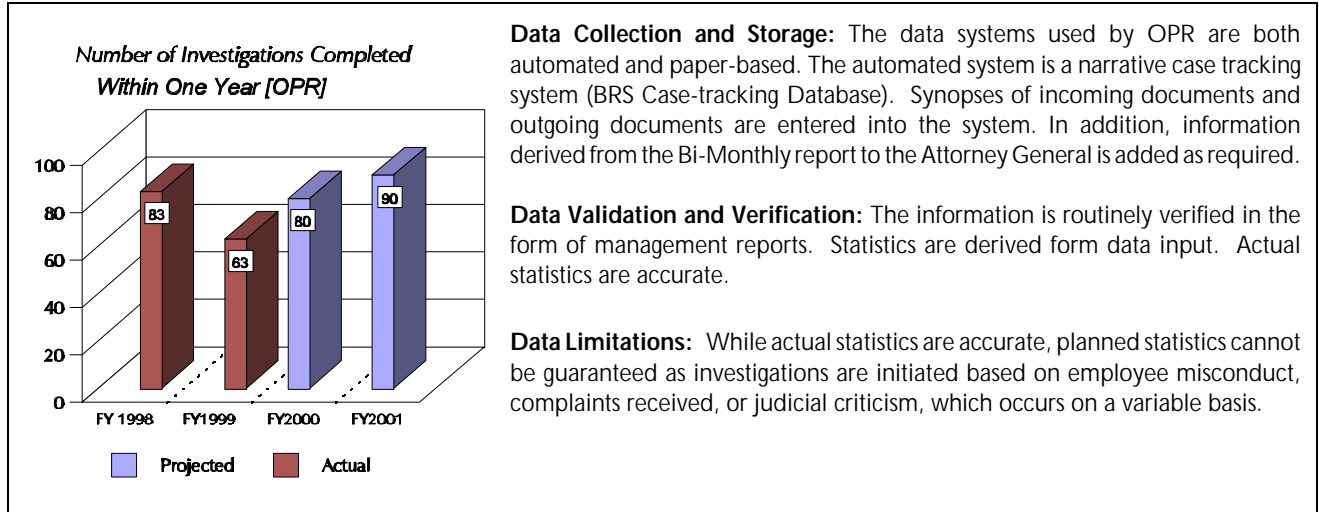 Number of Investigations Completed
Within One Year [OPR]
100
80
60
40
20
0
83
63
80
90
FY 1998 FY1999 FY2000 FY2001
Projected Actual
Data Collection and Storage: The data systems used by OPR are both
automated and paper-based. The automated system is a narrative case tracking
system (BRS Case-tracking Database). Synopses of incoming documents and
outgoing documents are entered into the system. In addition, information
derived from the Bi-Monthly report to the Attorney General is added as required.
Data Validation and Verification: The information is routinely verified in the
form of management reports. Statistics are derived form data input. Actual
statistics are accurate.
Data Limitations: While actual statistics are accurate, planned statistics cannot
be guaranteed as investigations are initiated based on employee misconduct,
complaints received, or judicial criticism, which occurs on a variable basis.